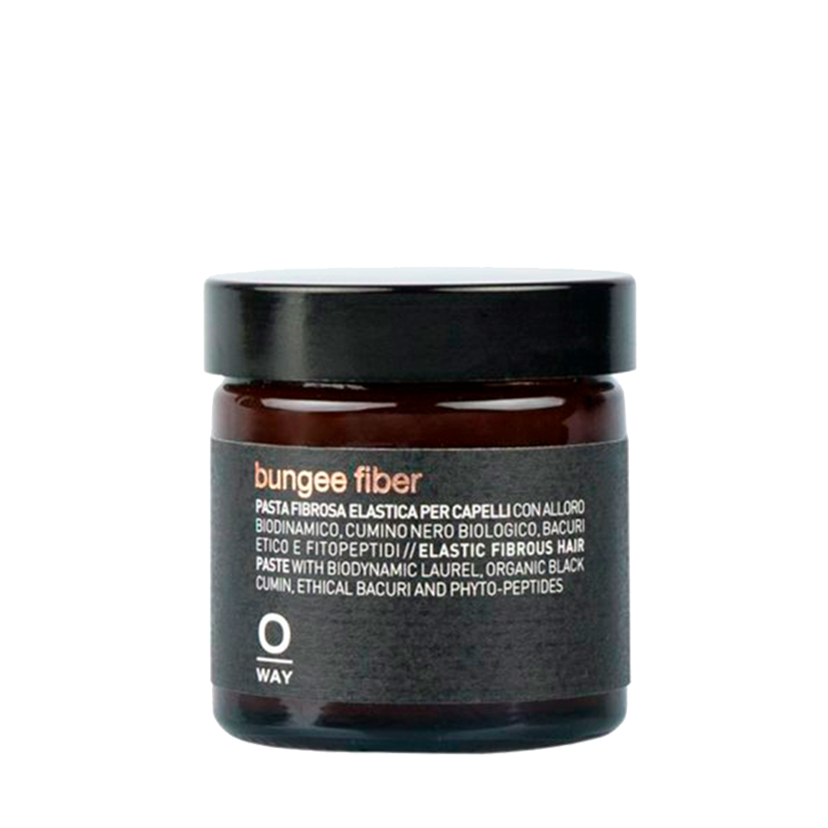 bungee fiber
PASTA FIBROSA ELASTICA PER CAPELLI CON ALLORO
BIODINAMICO, CUMINO NERO BIOLOGICO, BACURI
ETICO E FITOPEPTIDI // ELASTIC FIBROUS HAIR
PASTE WITH BIODYNAMIC LAUREL, ORGANIC BLACK
CUMIN, ETHICAL BACURI AND PHYTO-PEPTIDES
O
WAY